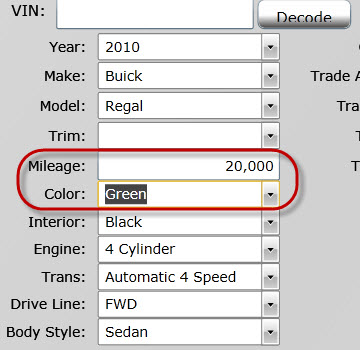 VIN: Decode
Year: 2010
Make: Buick
Model: Regal Trade A
Trim: Tra
Mileage: 20,000
Color: Green
Interior: Black
Engine: 4 Cylinder
Trans: Automatic 4 Speed
Drive Line: FWD
Body Style: Sedan